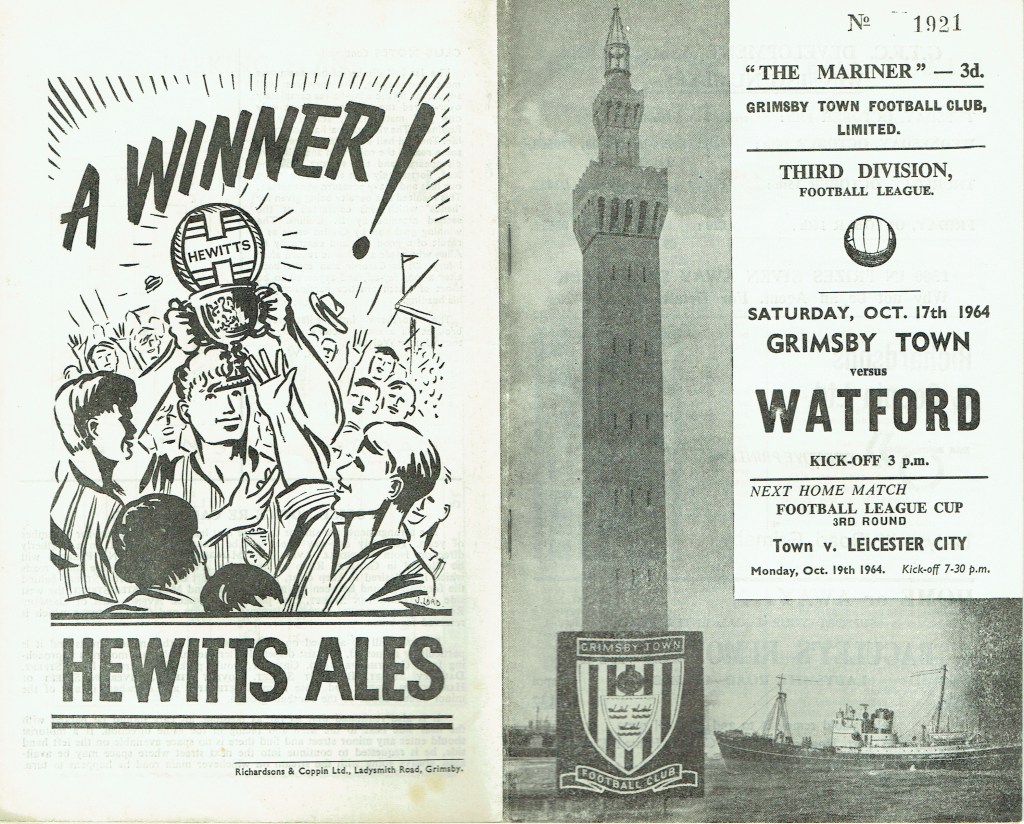 A WINNER!
HEWITTS
J. LORD.
HEWITTS ALES
Richardsons & Coppin Ltd., Ladysmith Road, Grimsby.
Nº 1921
"THE MARINER" — 3d.
GRIMSBY TOWN FOOTBALL CLUB,
LIMITED.
THIRD DIVISION,
FOOTBALL LEAGUE.
SATURDAY, OCT. 17th 1964
GRIMSBY TOWN
versus
WATFORD
KICK-OFF 3 p.m.
NEXT HOME MATCH
FOOTBALL LEAGUE CUP
3RD ROUND
Town v. LEICESTER CITY
Monday, Oct. 19th 1964. Kick-off 7-30 p.m.
GRIMSBY TOWN
FOOTBALL CLUB